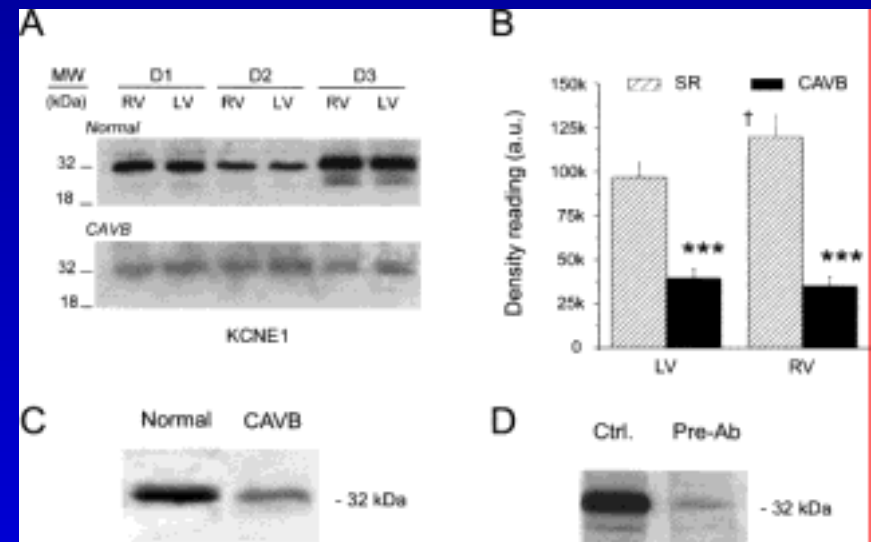 A
MW D1 D2 D3
(kDa) RV LV RV LV RV LV
Normal
32
18
CAVB
32
18
KCNE1
B
150k SR CAVB
125k
100k
75k
50k
25k
0
Density reading (a.u.)
†
***
***
LV RV
C
Normal CAVB
- 32 kDa
D
Ctrl. Pre-Ab
- 32 kDa